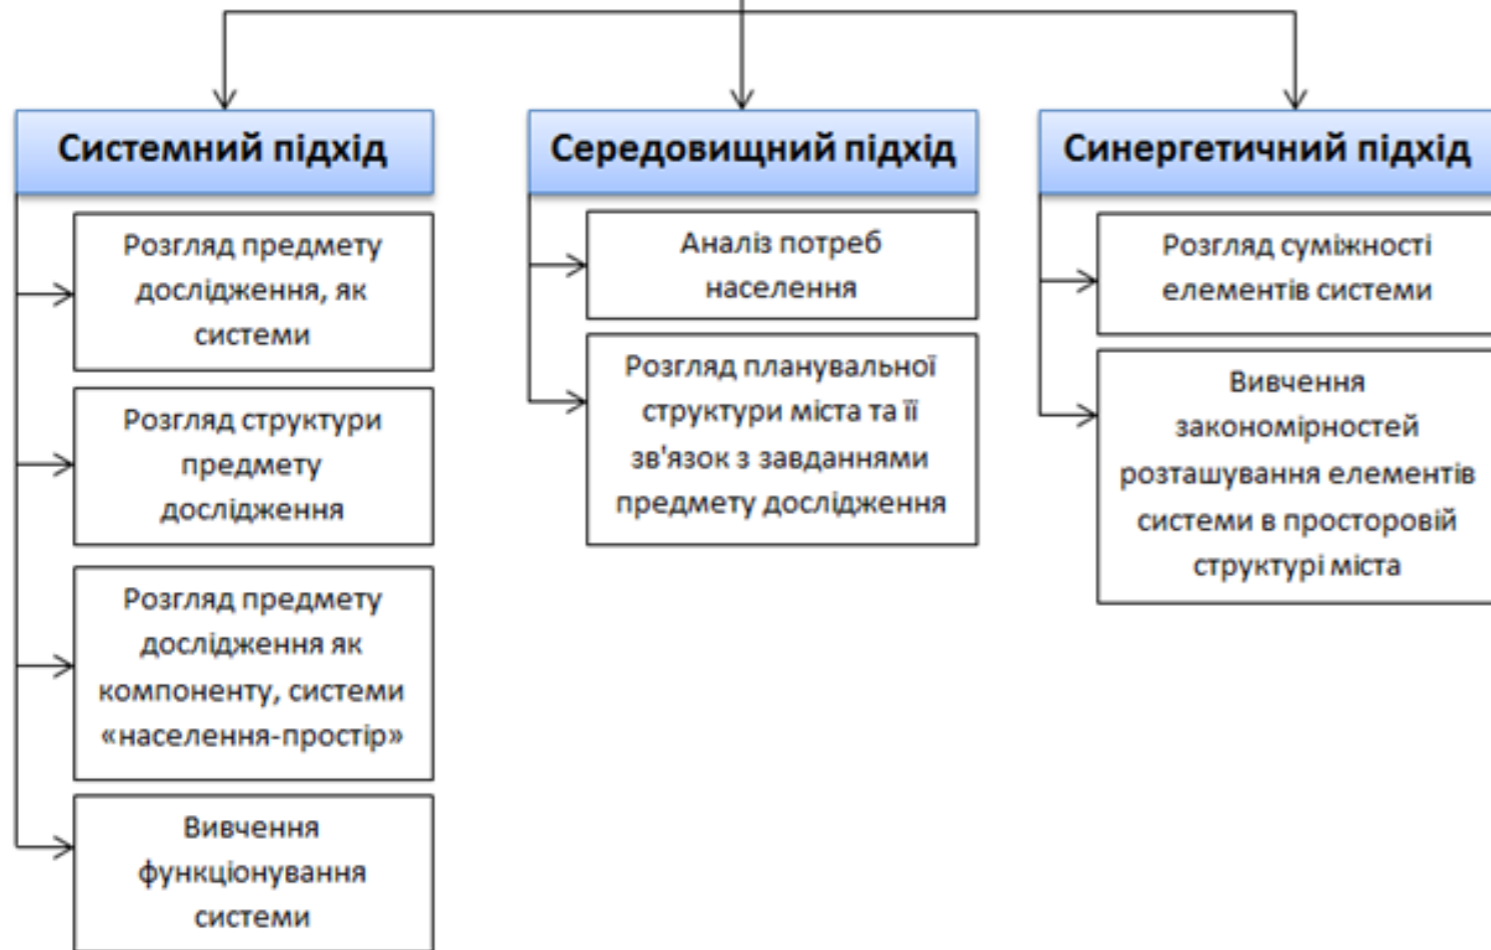 Системний підхід
Розгляд предмету
дослідження, як
системи
Розгляд структури
предмету
дослідження
Розгляд предмету
дослідження як
компоненту, системи
«населення-простір»
Вивчення
функціонування
системи
Середовищний підхід
Аналіз потреб
населення
Розгляд планувальної
структури міста та її
зв'язок з завданнями
предмету дослідження
Синергетичний підхід
Розгляд суміжності
елементів системи
Вивчення
закономірностей
розташування елементів
системи в просторовій
структурі міста